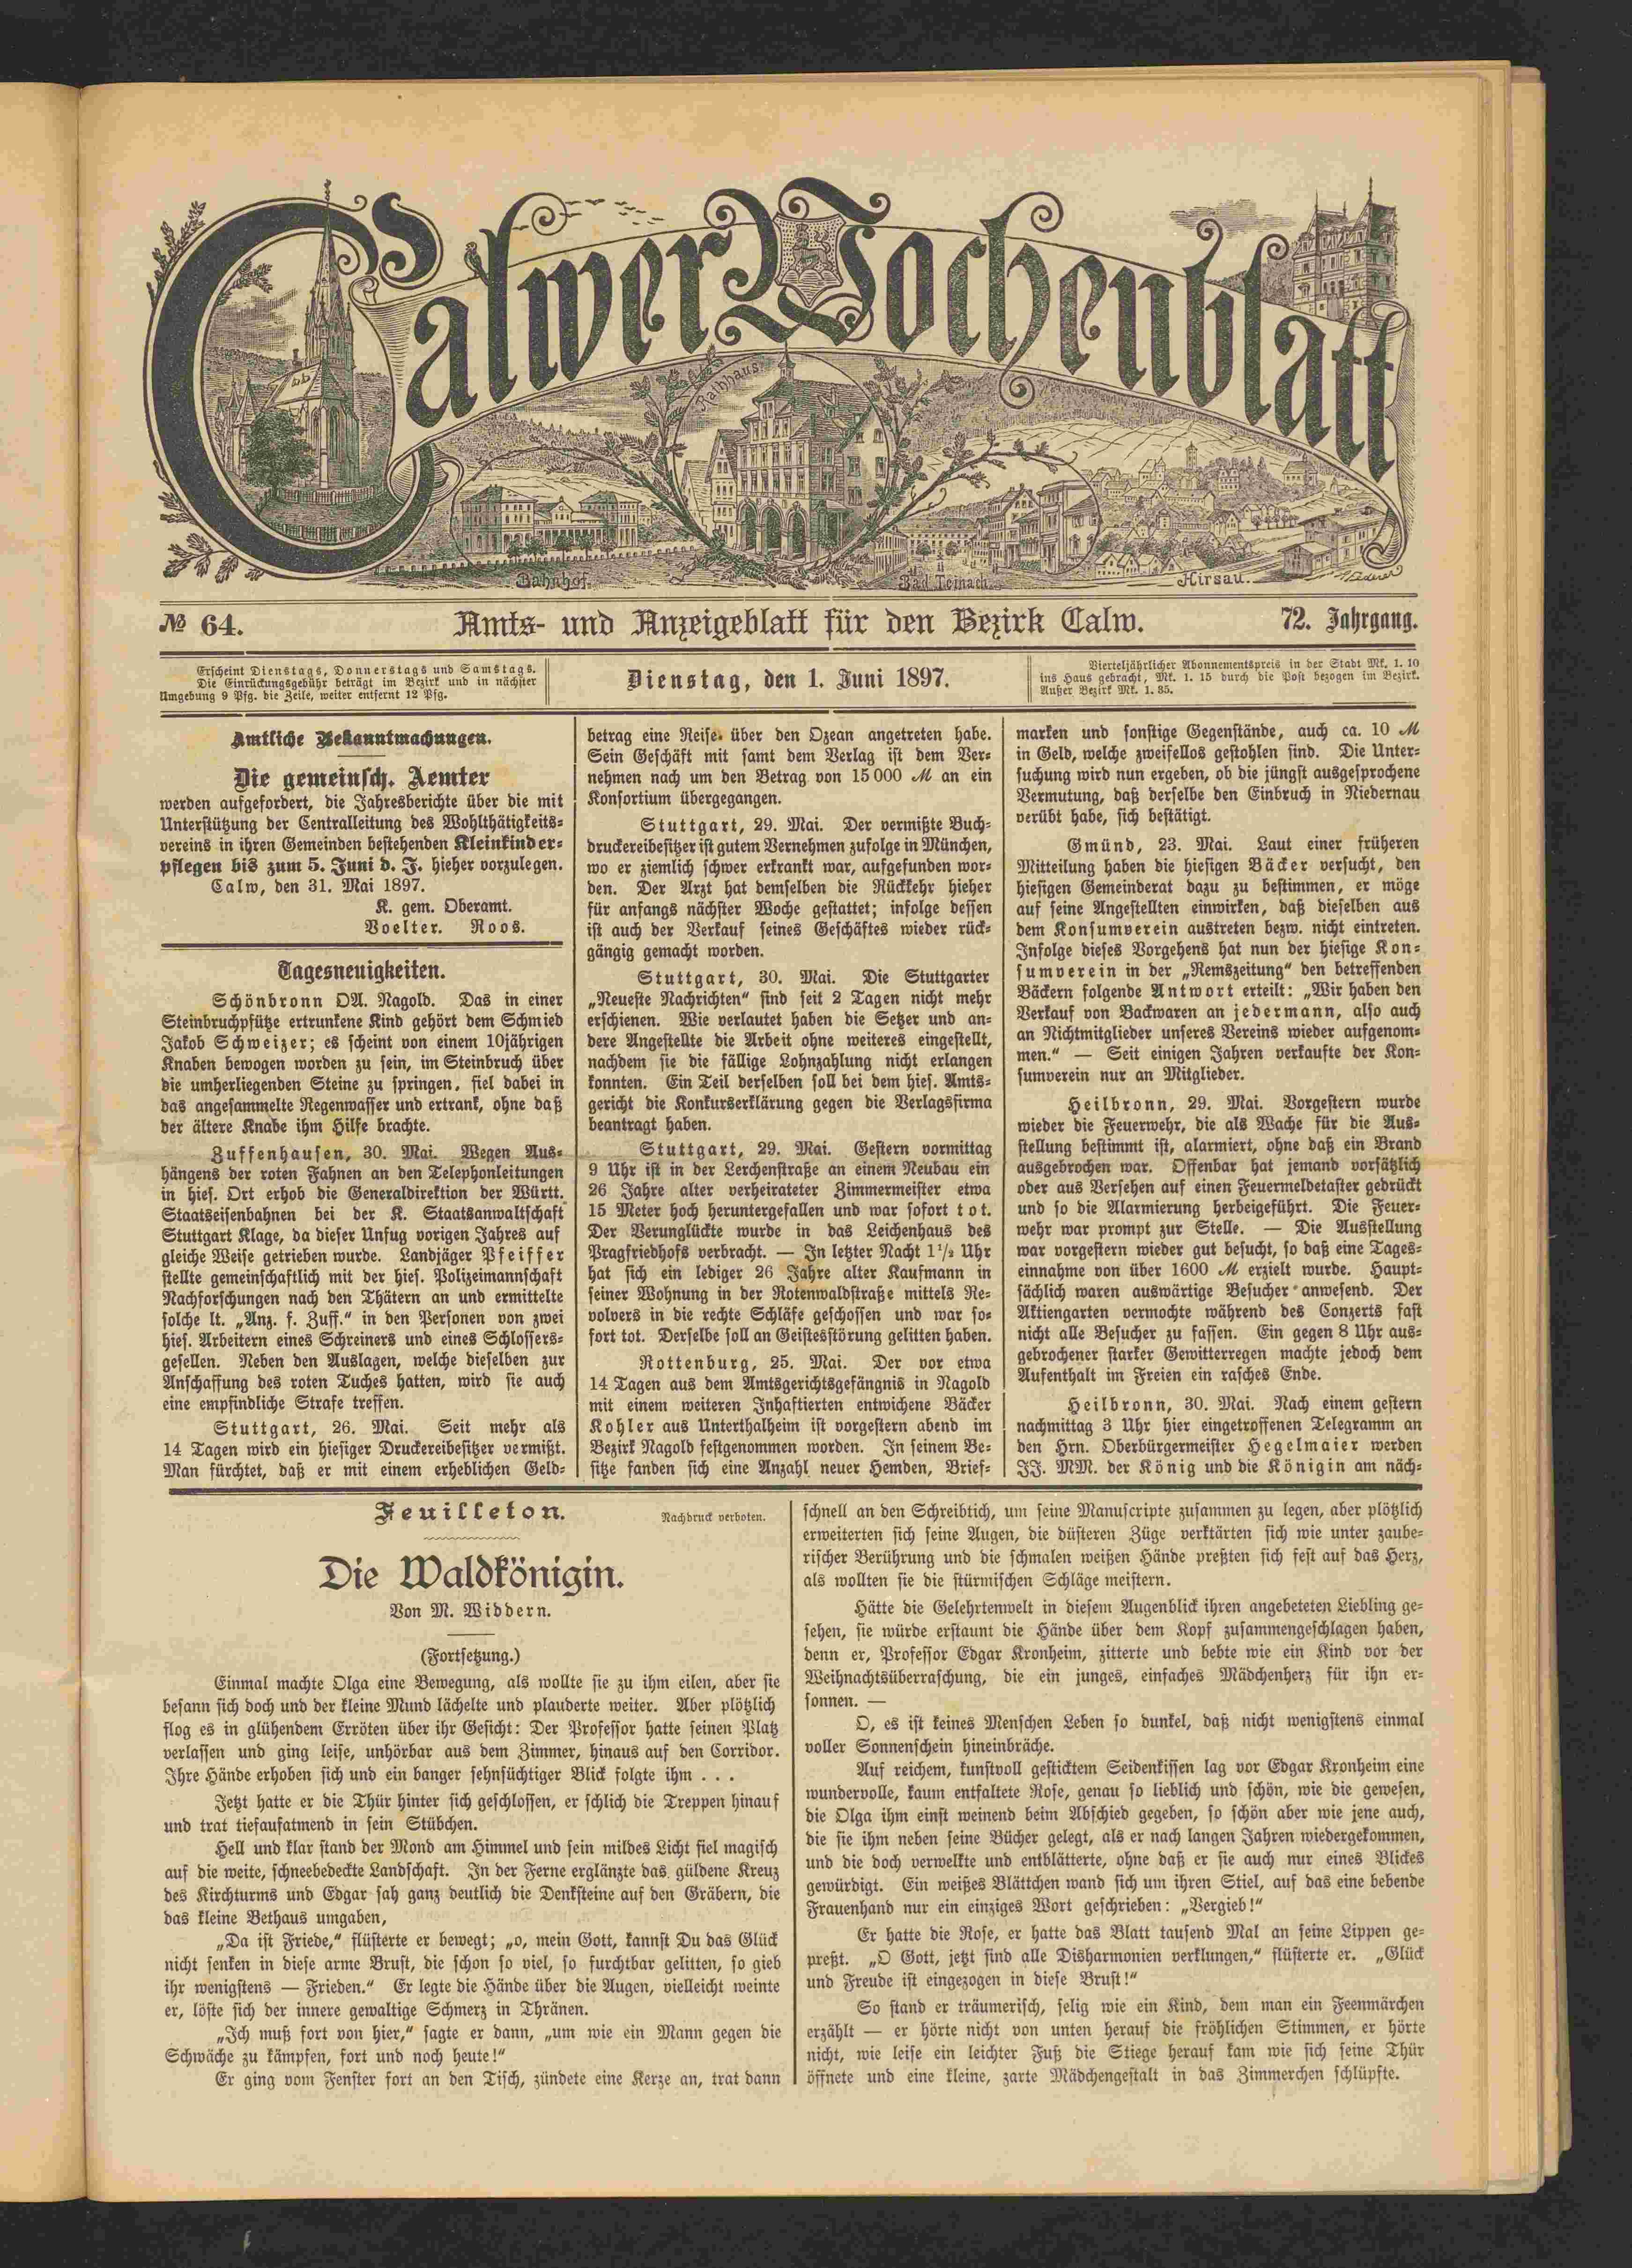 Calwer Wochenblatt
Rathhaus
Bahnhof.
Bad Teinach.
Hirsau.
№ 64.
Amts- und Anzeigeblatt für den Bezirk Calw.
72. Jahrgang.
Erscheint Dienstags, Donnerstags und Samstags.
Die Einrückungsgebühr beträgt im Bezirk und in nächster
Umgebung 9 Pfg. die Zeile, weiter entfernt 12 Pfg.
Dienstag, den 1. Juni 1897.
Vierteljährlicher Abonnementspreis in der Stadt Mk. 1. 10
ins Haus gebracht, Mk. 1. 15 durch die Post bezogen im Bezirk.
Außer Bezirk Mk. 1. 35.
Amtliche Bekanntmachungen.
Die gemeinsch. Aemter
werden aufgefordert, die Jahresberichte über die mit
Unterstützung der Centralleitung des Wohlthätigkeits-
vereins in ihren Gemeinden bestehenden Kleinkinder-
pflegen bis zum 5. Juni d. J. hieher vorzulegen.
Calw, den 31. Mai 1897.
K. gem. Oberamt.
Voelter. Roos.
Tagesneuigkeiten.
Schönbronn OA. Nagold. Das in einer
Steinbruchpfütze ertrunkene Kind gehört dem Schmied
Jakob Schweizer; es scheint von einem 10jährigen
Knaben bewogen worden zu sein, im Steinbruch über
die umherliegenden Steine zu springen, fiel dabei in
das angesammelte Regenwasser und ertrank, ohne daß
der ältere Knabe ihm Hilfe brachte.
Zuffenhausen, 30. Mai. Wegen Aus-
hängens der roten Fahnen an den Telephonleitungen
in hies. Ort erhob die Generaldirektion der Württ.
Staatseisenbahnen bei der K. Staatsanwaltschaft
Stuttgart Klage, da dieser Unfug vorigen Jahres auf
gleiche Weise getrieben wurde. Landjäger Pfeiffer
stellte gemeinschaftlich mit der hies. Polizeimannschaft
Nachforschungen nach den Thätern an und ermittelte
solche lt. „Anz. f. Zuff.“ in den Personen von zwei
hies. Arbeitern eines Schreiners und eines Schlossers-
gesellen. Neben den Auslagen, welche dieselben zur
Anschaffung des roten Tuches hatten, wird sie auch
eine empfindliche Strafe treffen.
Stuttgart, 26. Mai. Seit mehr als
14 Tagen wird ein hiesiger Druckereibesitzer vermißt.
Man fürchtet, daß er mit einem erheblichen Geld-
betrag eine Reise über den Ozean angetreten habe.
Sein Geschäft mit samt dem Verlag ist dem Ver-
nehmen nach um den Betrag von 15 000 M an ein
Konsortium übergegangen.
Stuttgart, 29. Mai. Der vermißte Buch-
druckereibesitzer ist gutem Vernehmen zufolge in München,
wo er ziemlich schwer erkrankt war, aufgefunden wor-
den. Der Arzt hat demselben die Rückkehr hieher
für anfangs nächster Woche gestattet; infolge dessen
ist auch der Verkauf seines Geschäftes wieder rück-
gängig gemacht worden.
Stuttgart, 30. Mai. Die Stuttgarter
„Neueste Nachrichten“ sind seit 2 Tagen nicht mehr
erschienen. Wie verlautet haben die Setzer und an-
dere Angestellte die Arbeit ohne weiteres eingestellt,
nachdem sie die fällige Lohnzahlung nicht erlangen
konnten. Ein Teil derselben soll bei dem hies. Amts-
gericht die Konkurserklärung gegen die Verlagsfirma
beantragt haben.
Stuttgart, 29. Mai. Gestern vormittag
9 Uhr ist in der Lerchenstraße an einem Neubau ein
26 Jahre alter verheirateter Zimmermeister etwa
15 Meter hoch heruntergefallen und war sofort tot.
Der Verunglückte wurde in das Leichenhaus des
Pragfriedhofs verbracht. — In letzter Nacht 1½ Uhr
hat sich ein lediger 26 Jahre alter Kaufmann in
seiner Wohnung in der Rotenwaldstraße mittels Re-
volvers in die rechte Schläfe geschossen und war so-
fort tot. Derselbe soll an Geistesstörung gelitten haben.
Rottenburg, 25. Mai. Der vor etwa
14 Tagen aus dem Amtsgerichtsgefängnis in Nagold
mit einem weiteren Inhaftierten entwichene Bäcker
Kohler aus Unterthalheim ist vorgestern abend im
Bezirk Nagold festgenommen worden. In seinem Be-
sitze fanden sich eine Anzahl neuer Hemden, Brief-
marken und sonstige Gegenstände, auch ca. 10 M
in Geld, welche zweifellos gestohlen sind. Die Unter-
suchung wird nun ergeben, ob die jüngst ausgesprochene
Vermutung, daß derselbe den Einbruch in Niedernau
verübt habe, sich bestätigt.
Gmünd, 23. Mai. Laut einer früheren
Mitteilung haben die hiesigen Bäcker versucht, den
hiesigen Gemeinderat dazu zu bestimmen, er möge
auf seine Angestellten einwirken, daß dieselben aus
dem Konsumverein austreten bezw. nicht eintreten.
Infolge dieses Vorgehens hat nun der hiesige Kon-
sumverein in der „Remszeitung“ den betreffenden
Bäckern folgende Antwort erteilt: „Wir haben den
Verkauf von Backwaren an jedermann, also auch
an Nichtmitglieder unseres Vereins wieder aufgenom-
men.“ — Seit einigen Jahren verkaufte der Kon-
sumverein nur an Mitglieder.
Heilbronn, 29. Mai. Vorgestern wurde
wieder die Feuerwehr, die als Wache für die Aus-
stellung bestimmt ist, alarmiert, ohne daß ein Brand
ausgebrochen war. Offenbar hat jemand vorsätzlich
oder aus Versehen auf einen Feuermeldetaster gedrückt
und so die Alarmierung herbeigeführt. Die Feuer-
wehr war prompt zur Stelle. — Die Ausstellung
war vorgestern wieder gut besucht, so daß eine Tages-
einnahme von über 1600 M erzielt wurde. Haupt-
sächlich waren auswärtige Besucher anwesend. Der
Aktiengarten vermochte während des Conzerts fast
nicht alle Besucher zu fassen. Ein gegen 8 Uhr aus-
gebrochener starker Gewitterregen machte jedoch dem
Aufenthalt im Freien ein rasches Ende.
Heilbronn, 30. Mai. Nach einem gestern
nachmittag 3 Uhr hier eingetroffenen Telegramm an
den Hrn. Oberbürgermeister Hegelmaier werden
JJ. MM. der König und die Königin am näch-
Feuilleton.
Nachdruck verboten.
Die Waldkönigin.
Von M. Widdern.
(Fortsetzung.)
Einmal machte Olga eine Bewegung, als wollte sie zu ihm eilen, aber sie
besann sich doch und der kleine Mund lächelte und plauderte weiter. Aber plötzlich
flog es in glühendem Erröten über ihr Gesicht: Der Professor hatte seinen Platz
verlassen und ging leise, unhörbar aus dem Zimmer, hinaus auf den Corridor.
Ihre Hände erhoben sich und ein banger sehnsüchtiger Blick folgte ihm . . .
Jetzt hatte er die Thür hinter sich geschlossen, er schlich die Treppen hinauf
und trat tiefaufatmend in sein Stübchen.
Hell und klar stand der Mond am Himmel und sein mildes Licht fiel magisch
auf die weite, schneebedeckte Landschaft. In der Ferne erglänzte das güldene Kreuz
des Kirchturms und Edgar sah ganz deutlich die Denksteine auf den Gräbern, die
das kleine Bethaus umgaben,
„Da ist Friede,“ flüsterte er bewegt; „o, mein Gott, kannst Du das Glück
nicht senken in diese arme Brust, die schon so viel, so furchtbar gelitten, so gieb
ihr wenigstens — Frieden.“ Er legte die Hände über die Augen, vielleicht weinte
er, löste sich der innere gewaltige Schmerz in Thränen.
„Ich muß fort von hier,“ sagte er dann, „um wie ein Mann gegen die
Schwäche zu kämpfen, fort und noch heute!“
Er ging vom Fenster fort an den Tisch, zündete eine Kerze an, trat dann
schnell an den Schreibtich, um seine Manuscripte zusammen zu legen, aber plötzlich
erweiterten sich seine Augen, die düsteren Züge verktärten sich wie unter zaube-
rischer Berührung und die schmalen weißen Hände preßten sich fest auf das Herz,
als wollten sie die stürmischen Schläge meistern.
Hätte die Gelehrtenwelt in diesem Augenblick ihren angebeteten Liebling ge-
sehen, sie würde erstaunt die Hände über dem Kopf zusammengeschlagen haben,
denn er, Professor Edgar Kronheim, zitterte und bebte wie ein Kind vor der
Weihnachtsüberraschung, die ein junges, einfaches Mädchenherz für ihn er-
sonnen. —
O, es ist keines Menschen Leben so dunkel, daß nicht wenigstens einmal
voller Sonnenschein hineinbräche.
Auf reichem, kunstvoll gesticktem Seidenkissen lag vor Edgar Kronheim eine
wundervolle, kaum entfaltete Rose, genau so lieblich und schön, wie die gewesen,
die Olga ihm einst weinend beim Abschied gegeben, so schön aber wie jene auch,
die sie ihm neben seine Bücher gelegt, als er nach langen Jahren wiedergekommen,
und die doch verwelkte und entblätterte, ohne daß er sie auch nur eines Blickes
gewürdigt. Ein weißes Blättchen wand sich um ihren Stiel, auf das eine bebende
Frauenhand nur ein einziges Wort geschrieben: „Vergieb!“
Er hatte die Rose, er hatte das Blatt tausend Mal an seine Lippen ge-
preßt. „O Gott, jetzt sind alle Disharmonien verklungen,“ flüsterte er. „Glück
und Freude ist eingezogen in diese Brust!“
So stand er träumerisch, selig wie ein Kind, dem man ein Feenmärchen
erzählt — er hörte nicht von unten herauf die fröhlichen Stimmen, er hörte
nicht, wie leise ein leichter Fuß die Stiege herauf kam wie sich seine Thür
öffnete und eine kleine, zarte Mädchengestalt in das Zimmerchen schlüpfte.